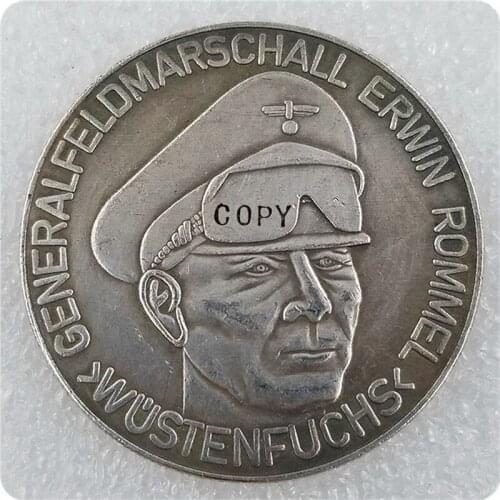 GENERALFELDMARSCHALL ERWIN ROMMEL
>WÜSTENFUCHS<
COPY